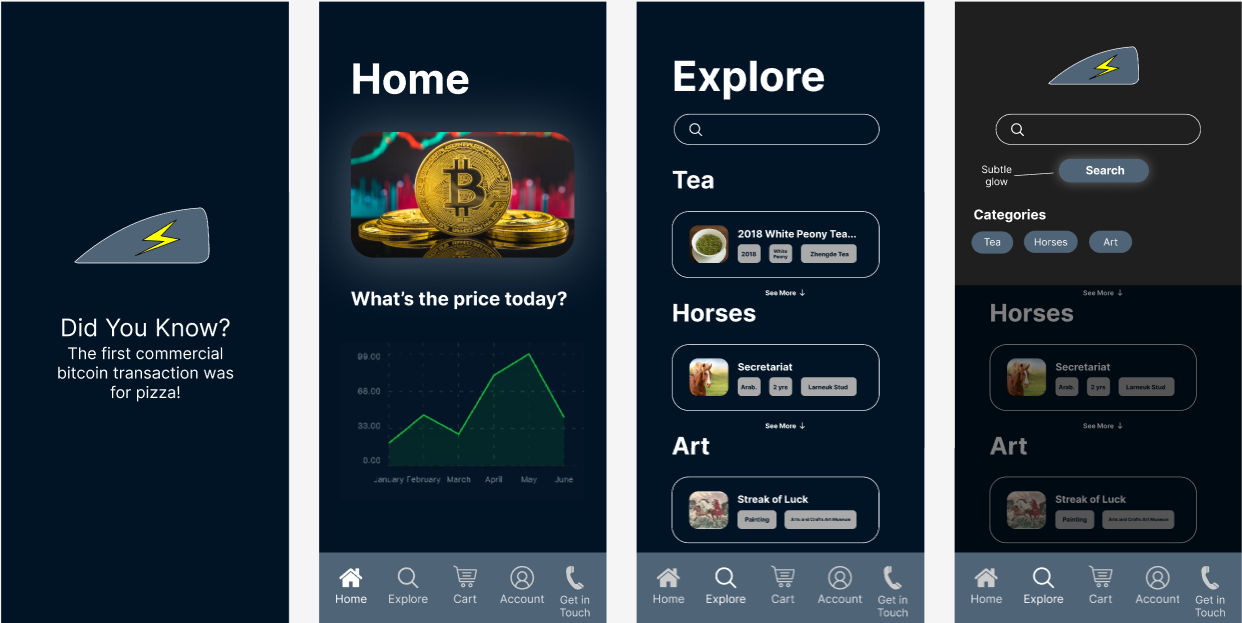 Did You Know?
The first commercial
bitcoin transaction was
for pizza!
Home
What's the price today?
99.00
66.00
33.00
0.00
January February March April May June
Home Explore Cart Account Get in
Touch
Explore
Tea
2018 White Peony Tea...
2018 White
Peony Zhengde Tea
See More ↓
Horses
Secretariat
Arab. 2 yrs Larneuk Stud
See More ↓
Art
Streak of Luck
Painting Arts and Crafts Art Museum
Home Explore Cart Account Get in
Touch
Subtle
glow
Search
Categories
Tea Horses Art
See More ↓
Horses
Secretariat
Arab. 2 yrs Larneuk Stud
See More ↓
Art
Streak of Luck
Painting Arts and Crafts Art Museum
Home Explore Cart Account Get in
Touch